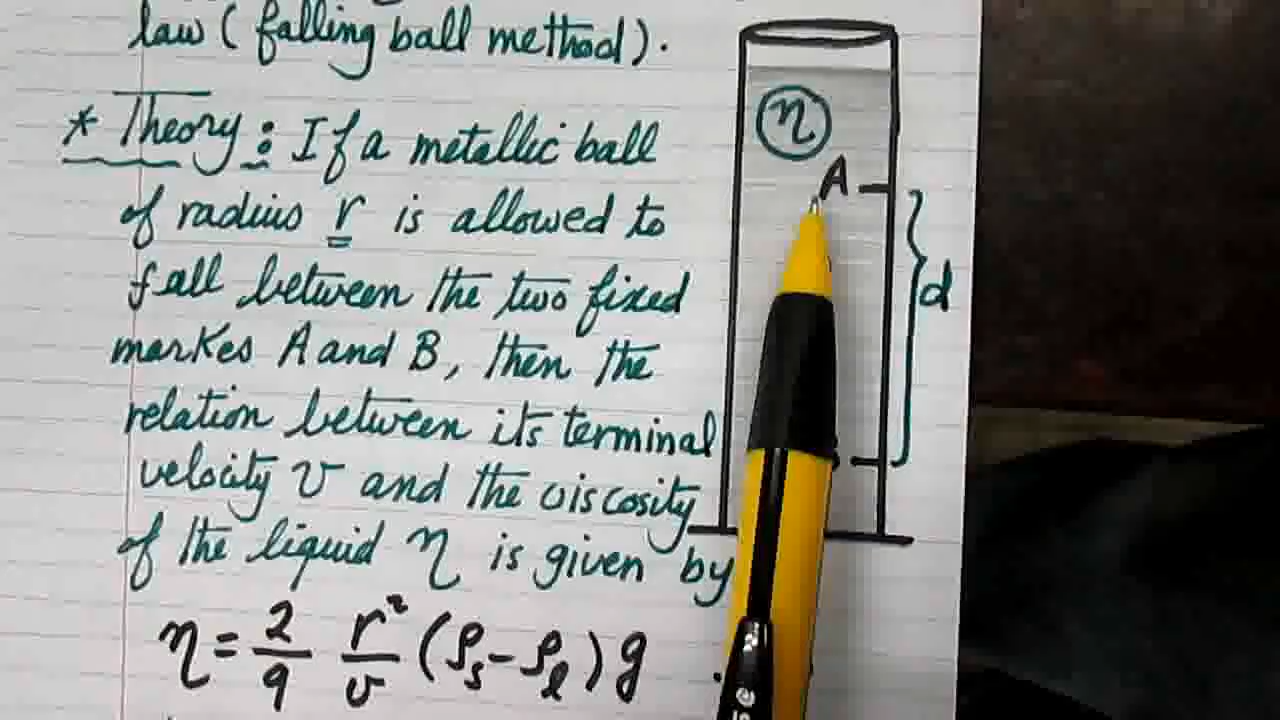 law (falling ball method).
* Theory: If a metallic ball
of radius r is allowed to
fall between the two fixed
markes A and B, then the
relation between its terminal
velocity v and the viscosity
of the liquid η is given by
η = 2/9 r²/v (ρs - ρl) g
η
A
d
se